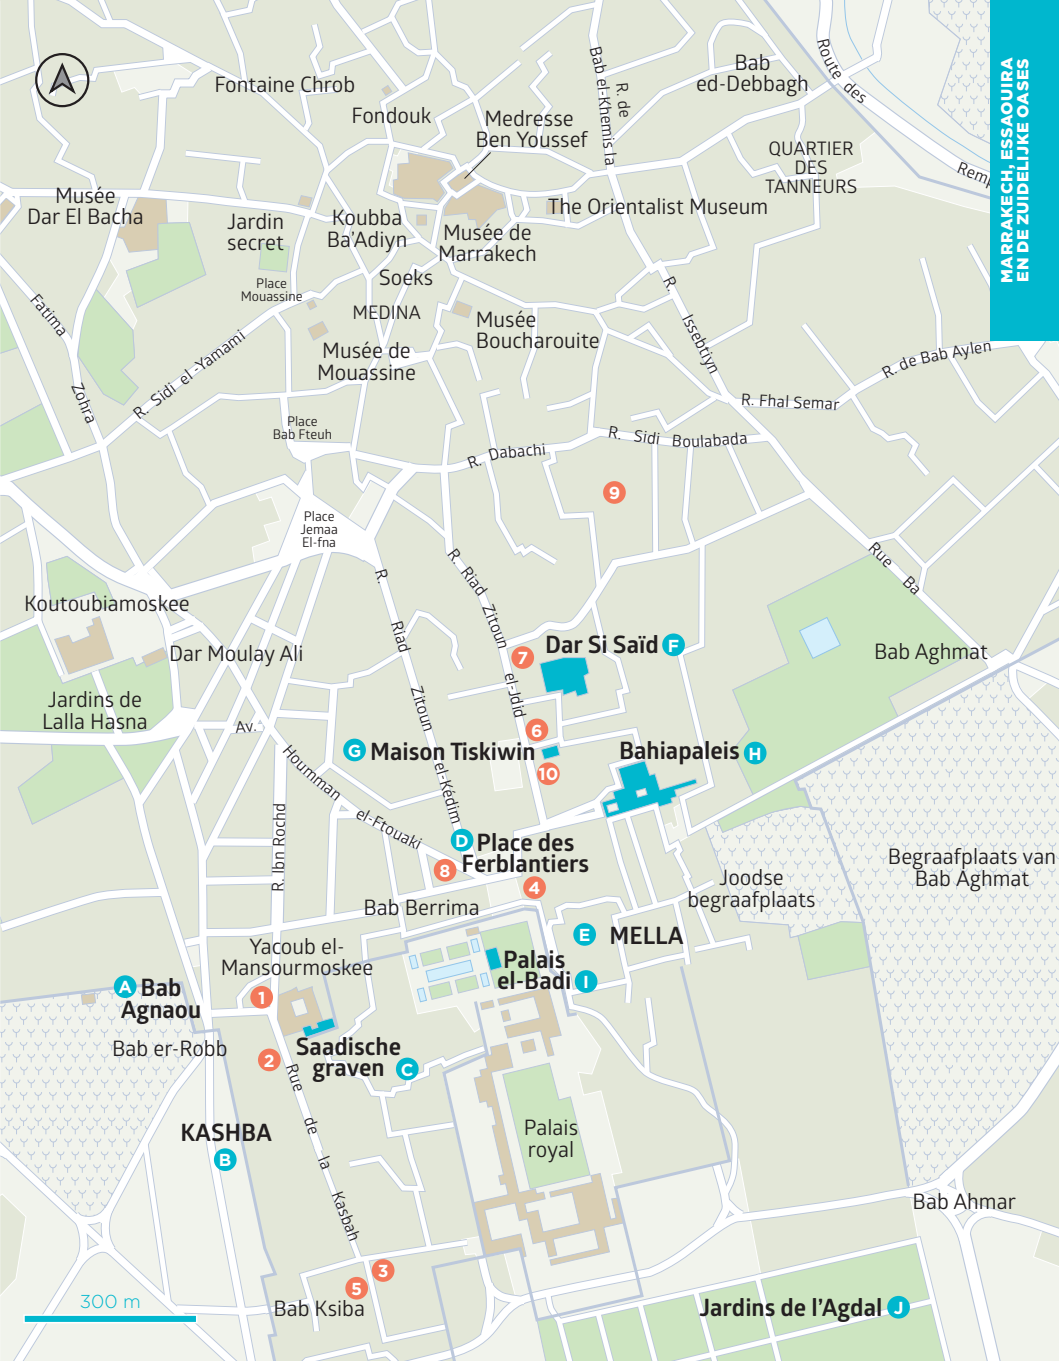 MARRAKECH, ESSAOUIRA
EN DE ZUIDELIJKE OASES
Route des
Remp
R. de
Bab el-Khemis la
Bab
ed-Debbagh
Fontaine Chrob
Fondouk
Medresse
Ben Youssef
QUARTIER
DES
TANNEURS
Musée
Dar El Bacha
The Orientalist Museum
Jardin
secret
Koubba
Ba'Adiyn
Musée de
Marrakech
Soeks
Place
Mouassine
MEDINA
Musée
Boucharouite
Musée de
Mouassine
Fatima
Zohra
R. Sidi el-Yamami
R. Issebtiyn
R. de Bab Aylen
R. Fhal Semar
Place
Bab Fteuh
R. Sidi Boulabada
R. Dabachi
9
Place
Jemaa
El-fna
Rue Ba
R. Riad Zitoun el-Jdid
R. Riad Zitoun el-Kédim
Koutoubiamoskee
Dar Moulay Ali
Dar Si Saïd F
7
Bab Aghmat
Jardins de
Lalla Hasna
Av.
Houmman el-Ftouaki
6
G Maison Tiskiwin
10
Bahiapaleis H
R. Ibn Rochd
D Place des
Ferblantiers
8
4
Begraafplaats van
Bab Aghmat
Joodse
begraafplaats
Bab Berrima
E MELLA
Yacoub el-
Mansourmoskee
Palais
el-Badi I
A Bab
Agnaou
1
Bab er-Robb
2
Saadische
graven C
Rue de la Kasbah
KASHBA
B
Palais
royal
Bab Ahmar
3
5
Bab Ksiba
300 m
Jardins de l'Agdal J